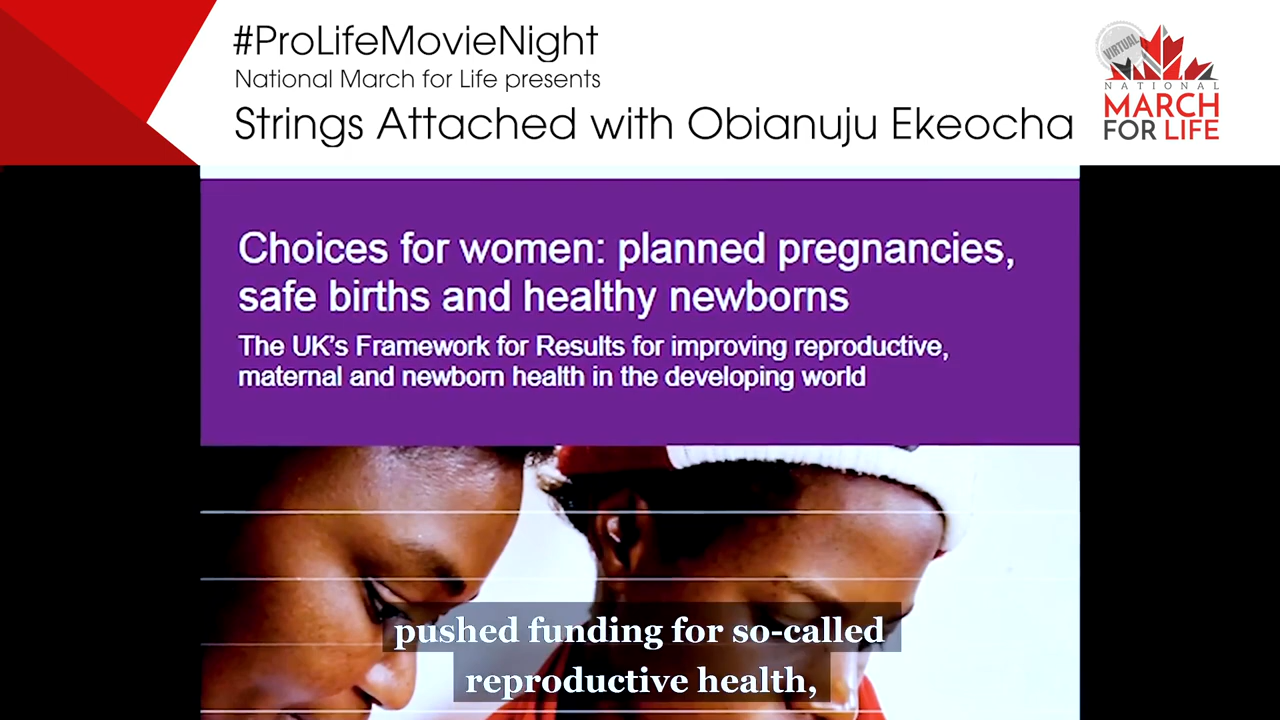 #ProLifeMovieNight
National March for Life presents
Strings Attached with Obianuju Ekeocha
VIRTUAL
NATIONAL
MARCH
FOR LIFE
Choices for women: planned pregnancies,
safe births and healthy newborns
The UK's Framework for Results for improving reproductive,
maternal and newborn health in the developing world
pushed funding for so-called
reproductive health,